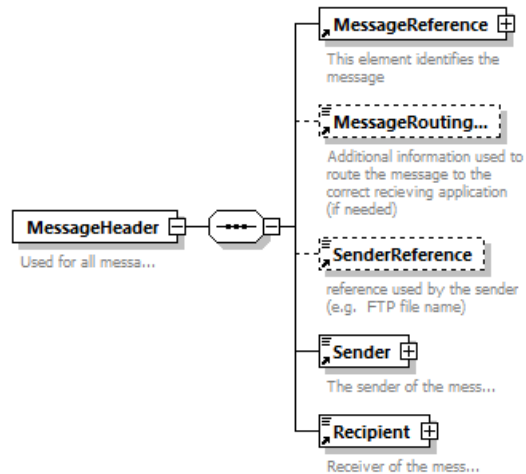 MessageReference
This element identifies the
message
MessageRouting...
Additional information used to
route the message to the
correct recieving application
(if needed)
MessageHeader
Used for all messa...
SenderReference
reference used by the sender
(e.g. FTP file name)
Sender
The sender of the mess...
Recipient
Receiver of the mess...